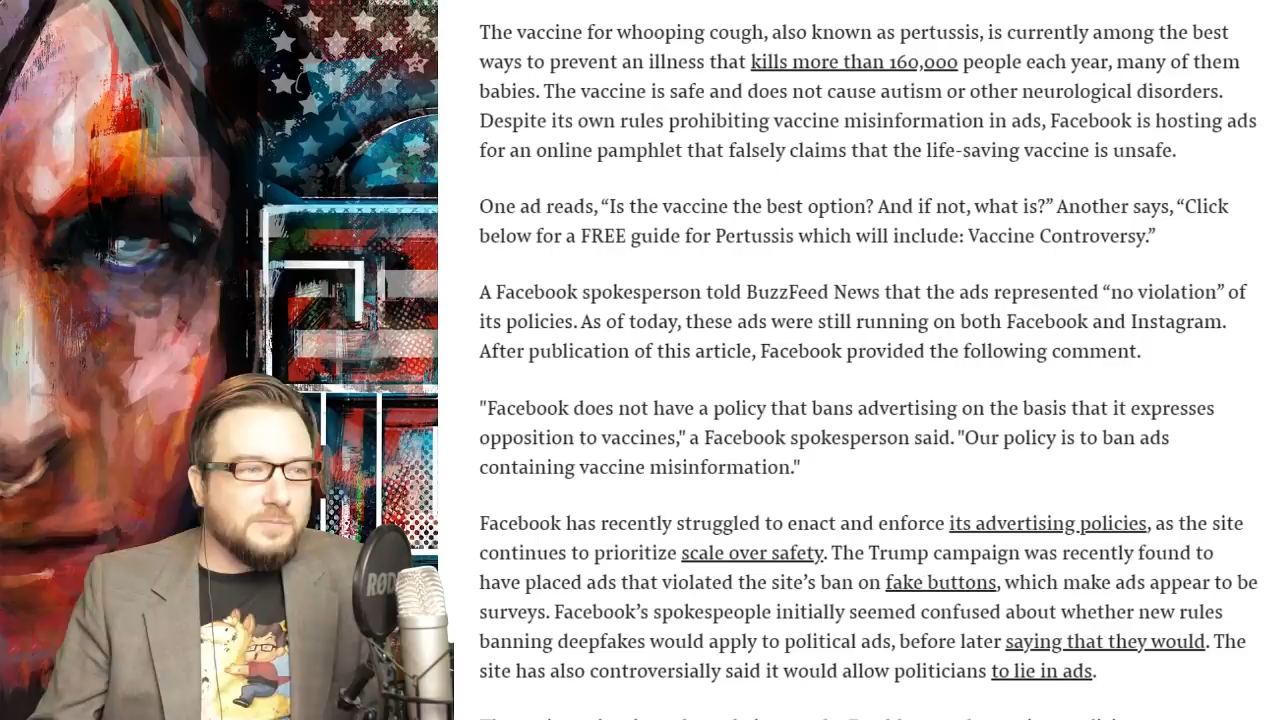 The vaccine for whooping cough, also known as pertussis, is currently among the best
ways to prevent an illness that kills more than 160,000 people each year, many of them
babies. The vaccine is safe and does not cause autism or other neurological disorders.
Despite its own rules prohibiting vaccine misinformation in ads, Facebook is hosting ads
for an online pamphlet that falsely claims that the life-saving vaccine is unsafe.
One ad reads, “Is the vaccine the best option? And if not, what is?” Another says, “Click
below for a FREE guide for Pertussis which will include: Vaccine Controversy.”
A Facebook spokesperson told BuzzFeed News that the ads represented “no violation” of
its policies. As of today, these ads were still running on both Facebook and Instagram.
After publication of this article, Facebook provided the following comment.
"Facebook does not have a policy that bans advertising on the basis that it expresses
opposition to vaccines," a Facebook spokesperson said. "Our policy is to ban ads
containing vaccine misinformation."
Facebook has recently struggled to enact and enforce its advertising policies, as the site
continues to prioritize scale over safety. The Trump campaign was recently found to
have placed ads that violated the site’s ban on fake buttons, which make ads appear to be
surveys. Facebook’s spokespeople initially seemed confused about whether new rules
banning deepfakes would apply to political ads, before later saying that they would. The
site has also controversially said it would allow politicians to lie in ads.
RØDE